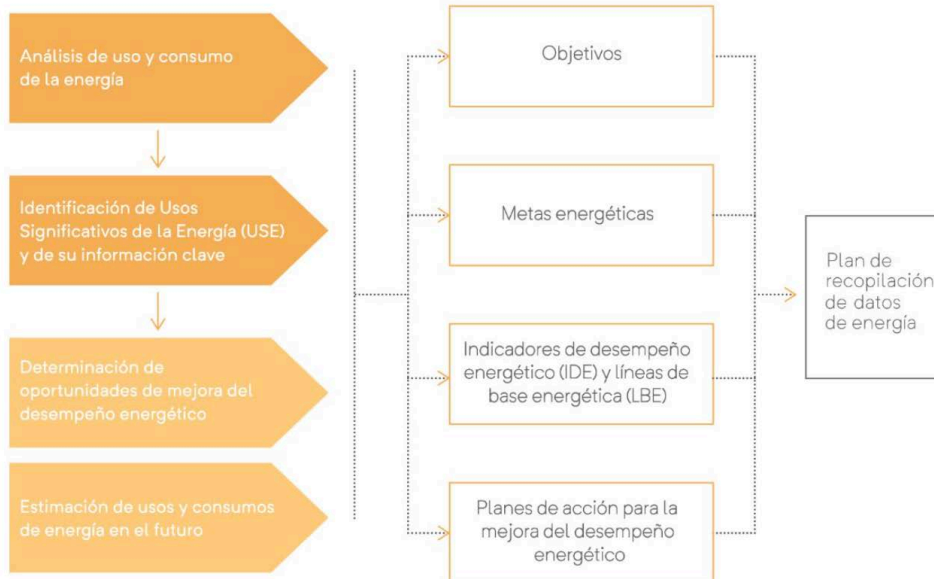 Análisis de uso y consumo
de la energía
Identificación de Usos
Significativos de la Energía (USE)
y de su información clave
Determinación de
oportunidades de mejora del
desempeño energético
Estimación de usos y consumos
de energía en el futuro
Objetivos
Metas energéticas
Indicadores de desempeño
energético (IDE) y líneas de
base energética (LBE)
Planes de acción para la
mejora del desempeño
energético
Plan de
recopilación
de datos
de energía